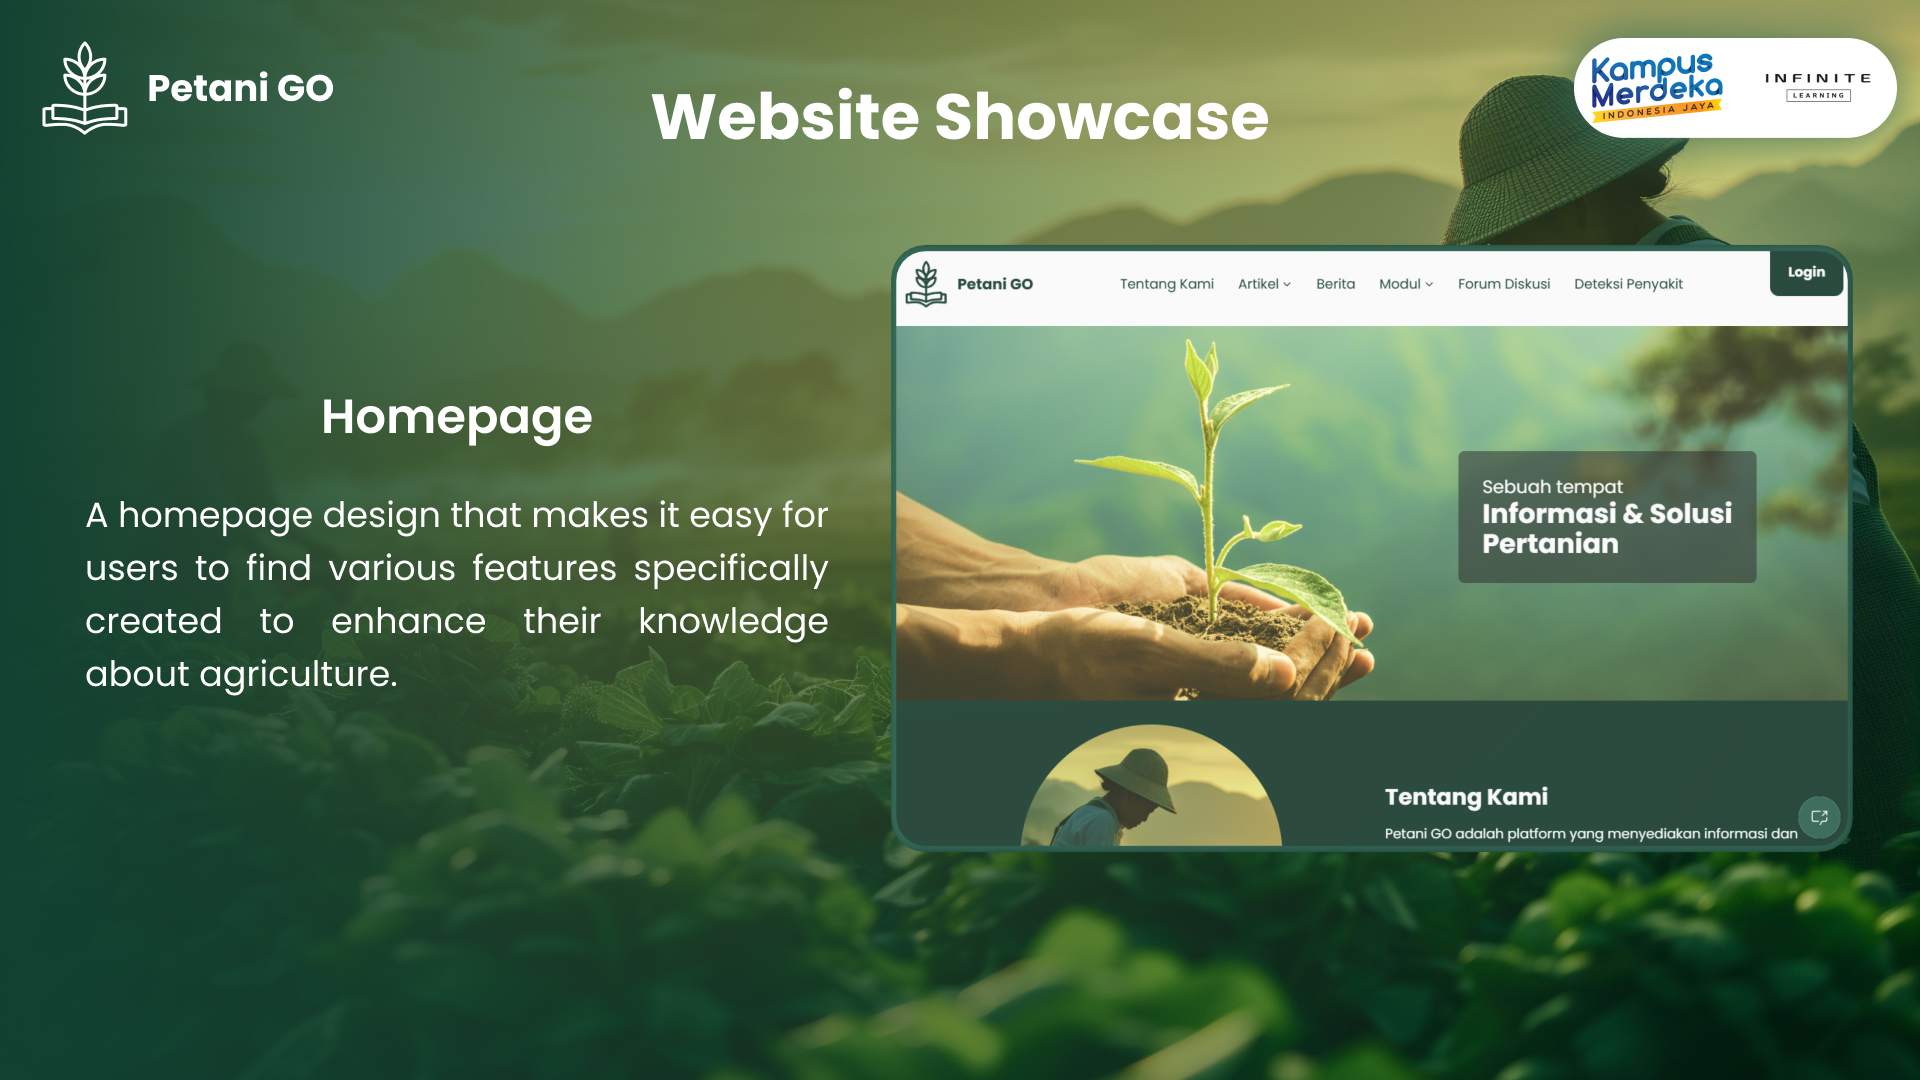 Petani GO
Website Showcase
Kampus
Merdeka
INDONESIA JAYA
INFINITE
LEARNING
Homepage
A homepage design that makes it easy for
users to find various features specifically
created to enhance their knowledge
about agriculture.
Petani GO
Tentang Kami Artikel Berita Modul Forum Diskusi Deteksi Penyakit
Login
Sebuah tempat
Informasi & Solusi
Pertanian
Tentang Kami
Petani GO adalah platform yang menyediakan informasi dan